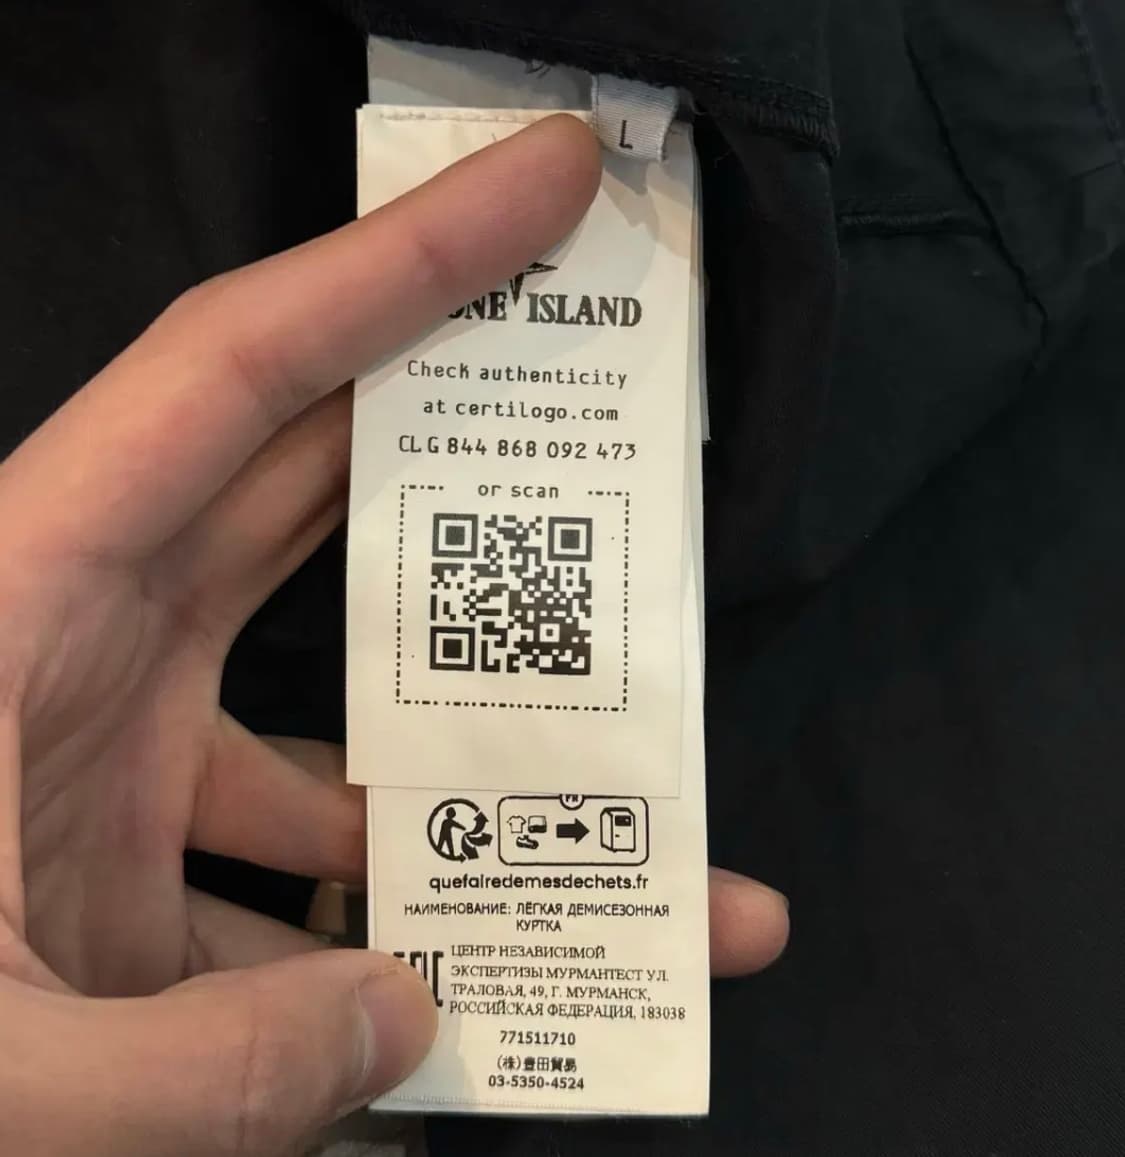 L
ISLAND
Check authenticity
at certilogo.com
CLG 844 868 092 473
or scan
FR
quefairedemesdechets.fr
НАИМЕНОВАНИЕ: ЛЁГКАЯ ДЕМИСЕЗОННАЯ
КУРТКА
ЦЕНТР НЕЗАВИСИМОЙ
ЭКСПЕРТИЗЫ МУРМАНТЕСТ УЛ.
ТРАЛОВАЯ, 49, Г. МУРМАНСК,
РОССИЙСКАЯ ФЕДЕРАЦИЯ, 183038
771511710
(株)豊田貿易
03-5350-4524